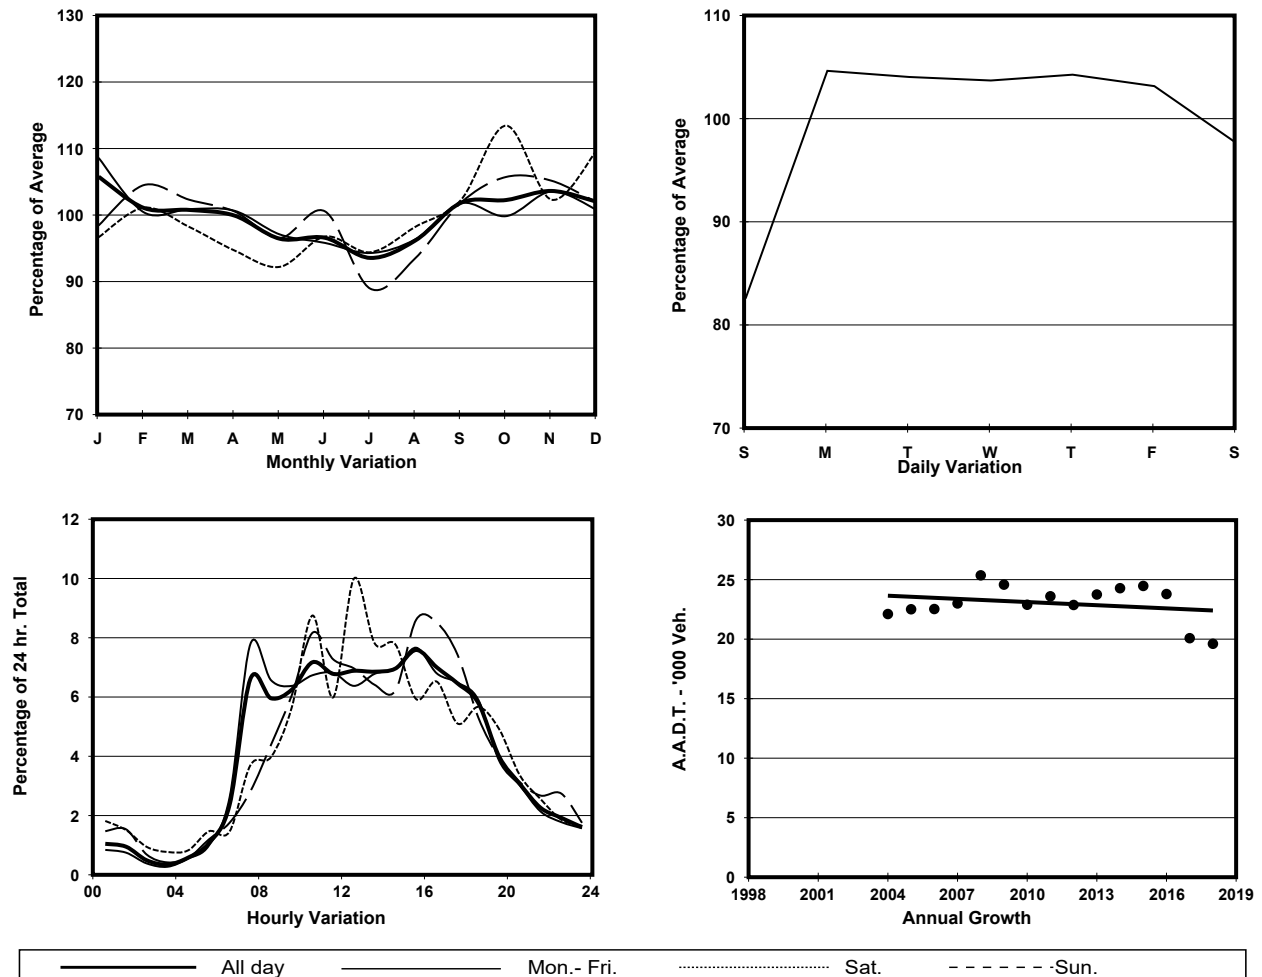 130
120
110
100
90
80
70
Percentage of Average
J F M A M J J A S O N D
Monthly Variation
110
100
90
80
70
Percentage of Average
S M T W T F S
Daily Variation
12
10
8
6
4
2
0
Percentage of 24 hr. Total
00 04 08 12 16 20 24
Hourly Variation
30
25
20
15
10
5
0
A.A.D.T. - '000 Veh.
1998 2001 2004 2007 2010 2013 2016 2019
Annual Growth
All day Mon.- Fri. Sat. Sun.